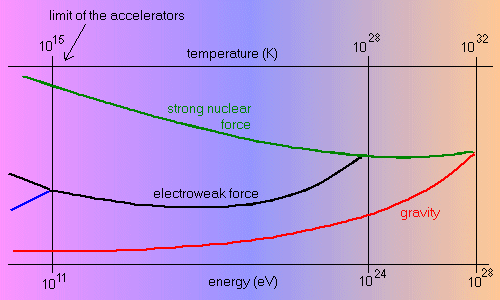 limit of the accelerators
10^15
temperature (K)
10^28
10^32
strong nuclear
force
electroweak force
gravity
10^11
energy (eV)
10^24
10^28